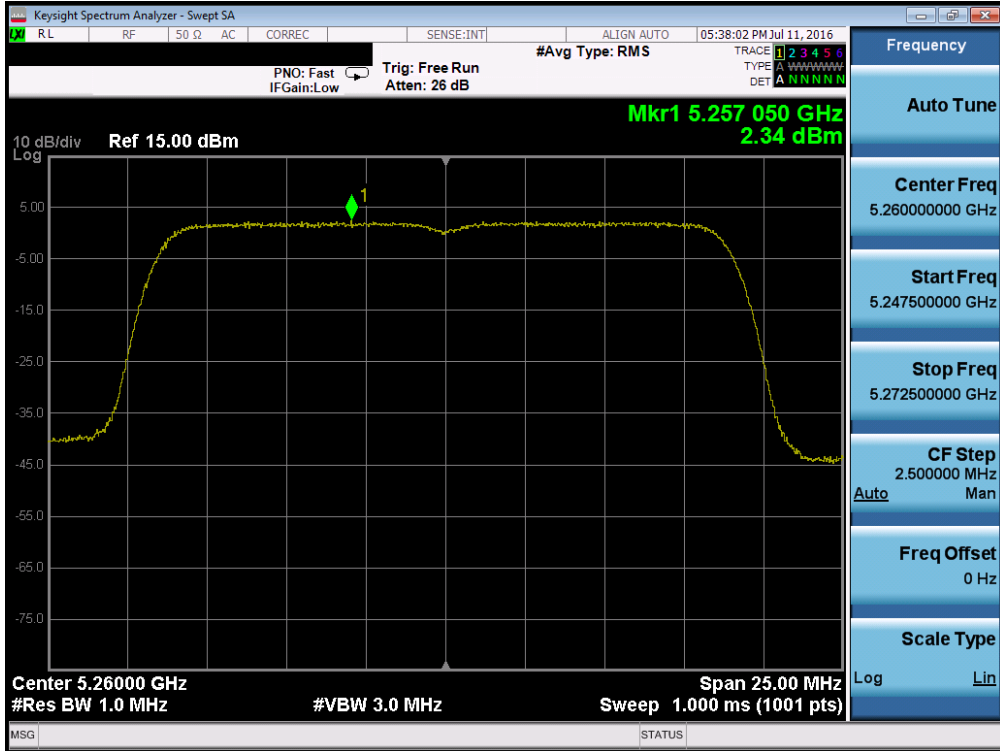 Keysight Spectrum Analyzer - Swept SA
LXI RL RF 50 Ω AC CORREC SENSE:INT ALIGN AUTO 05:38:02 PM Jul 11, 2016
#Avg Type: RMS TRACE 1 2 3 4 5 6
PNO: Fast Trig: Free Run TYPE A WWWWW
IFGain:Low Atten: 26 dB DET A N N N N N
Mkr1 5.257 050 GHz
2.34 dBm
10 dB/div Ref 15.00 dBm
Log
1
5.00
-5.00
-15.0
-25.0
-35.0
-45.0
-55.0
-65.0
-75.0
Center 5.26000 GHz Span 25.00 MHz
#Res BW 1.0 MHz #VBW 3.0 MHz Sweep 1.000 ms (1001 pts)
MSG STATUS
Frequency
Auto Tune
Center Freq
5.260000000 GHz
Start Freq
5.247500000 GHz
Stop Freq
5.272500000 GHz
CF Step
2.500000 MHz
Auto Man
Freq Offset
0 Hz
Scale Type
Log Lin